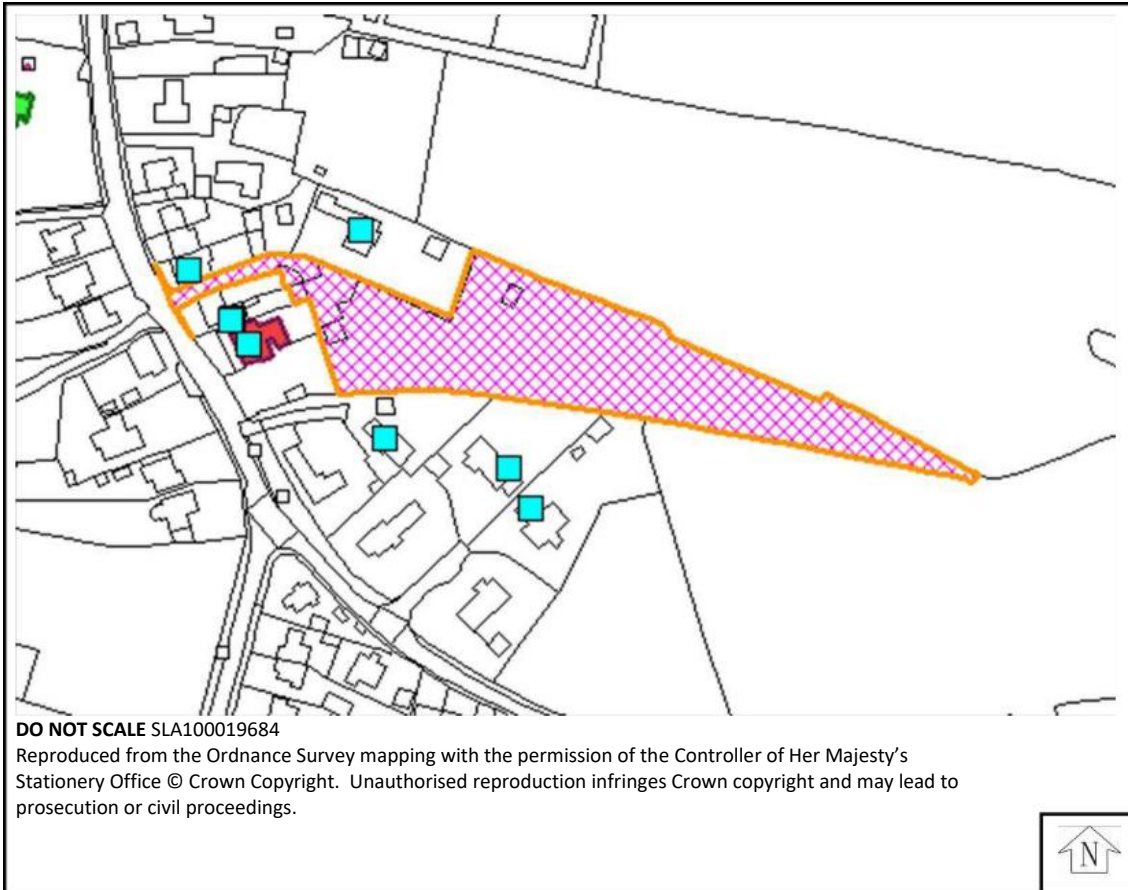 DO NOT SCALE SLA100019684
Reproduced from the Ordnance Survey mapping with the permission of the Controller of Her Majesty’s
Stationery Office © Crown Copyright.  Unauthorised reproduction infringes Crown copyright and may lead to
prosecution or civil proceedings.
N